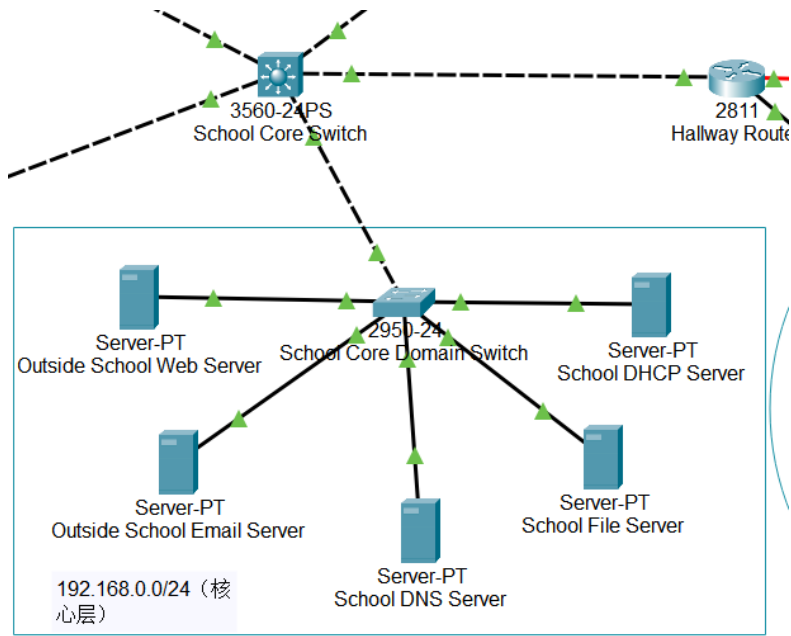 3560-24PS
School Core Switch
2811
Hallway Route
2950-24
School Core Domain Switch
Server-PT
Outside School Web Server
Server-PT
School DHCP Server
Server-PT
Outside School Email Server
Server-PT
School File Server
Server-PT
School DNS Server
192.168.0.0/24（核
心层）